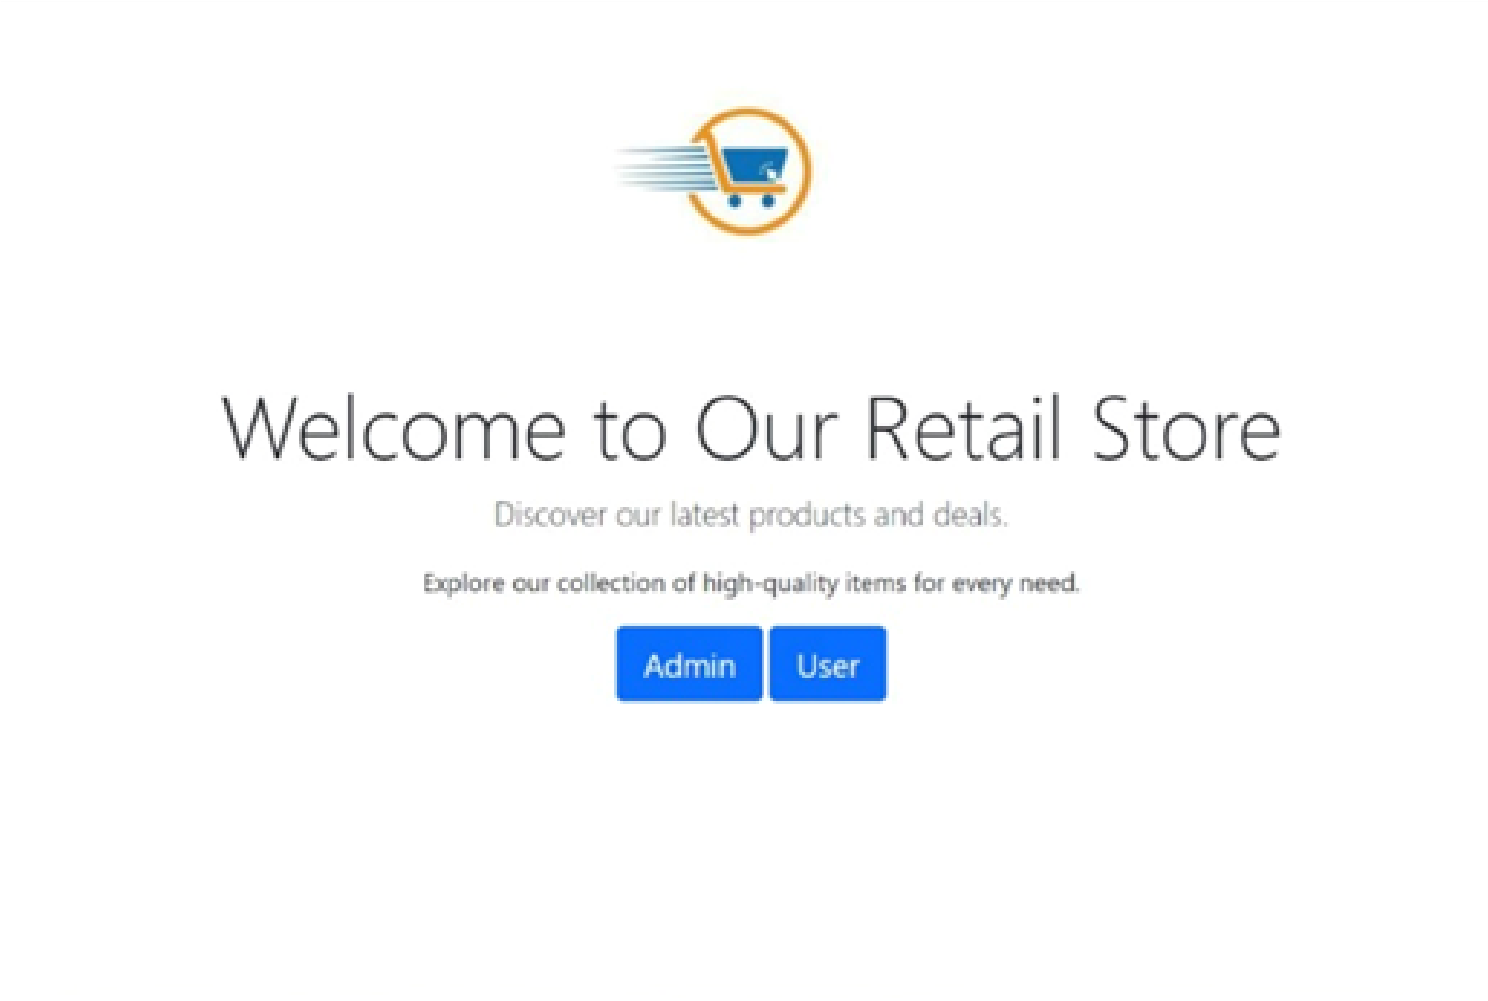 Welcome to Our Retail Store
Discover our latest products and deals.
Explore our collection of high-quality items for every need.
Admin User